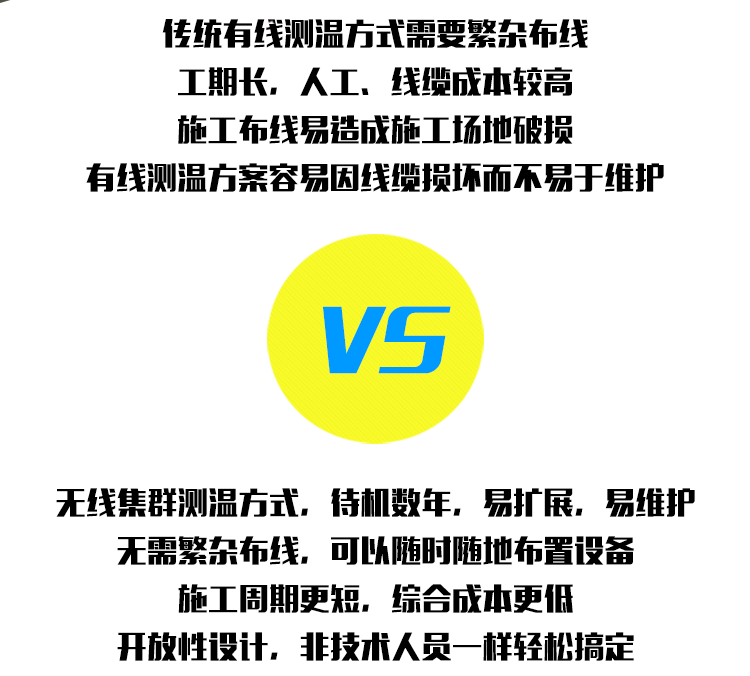 传统有线测温方式需要繁杂布线
工期长，人工、线缆成本较高
施工布线易造成施工场地破损
有线测温方案容易因线缆损坏而不易于维护
VS
无线集群测温方式，待机数年，易扩展，易维护
无需繁杂布线，可以随时随地布置设备
施工周期更短，综合成本更低
开放性设计，非技术人员一样轻松搞定